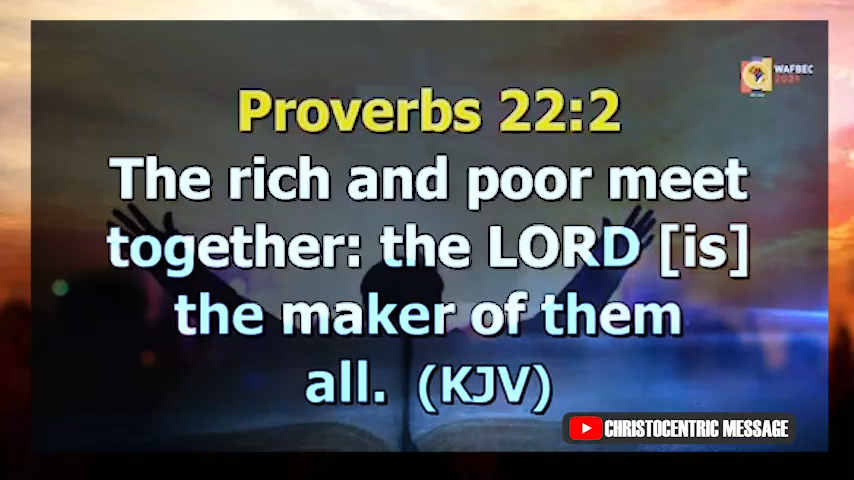 WAFBEC
2021
Proverbs 22:2
The rich and poor meet
together: the LORD [is]
the maker of them
all. (KJV)
CHRISTOCENTRIC MESSAGE